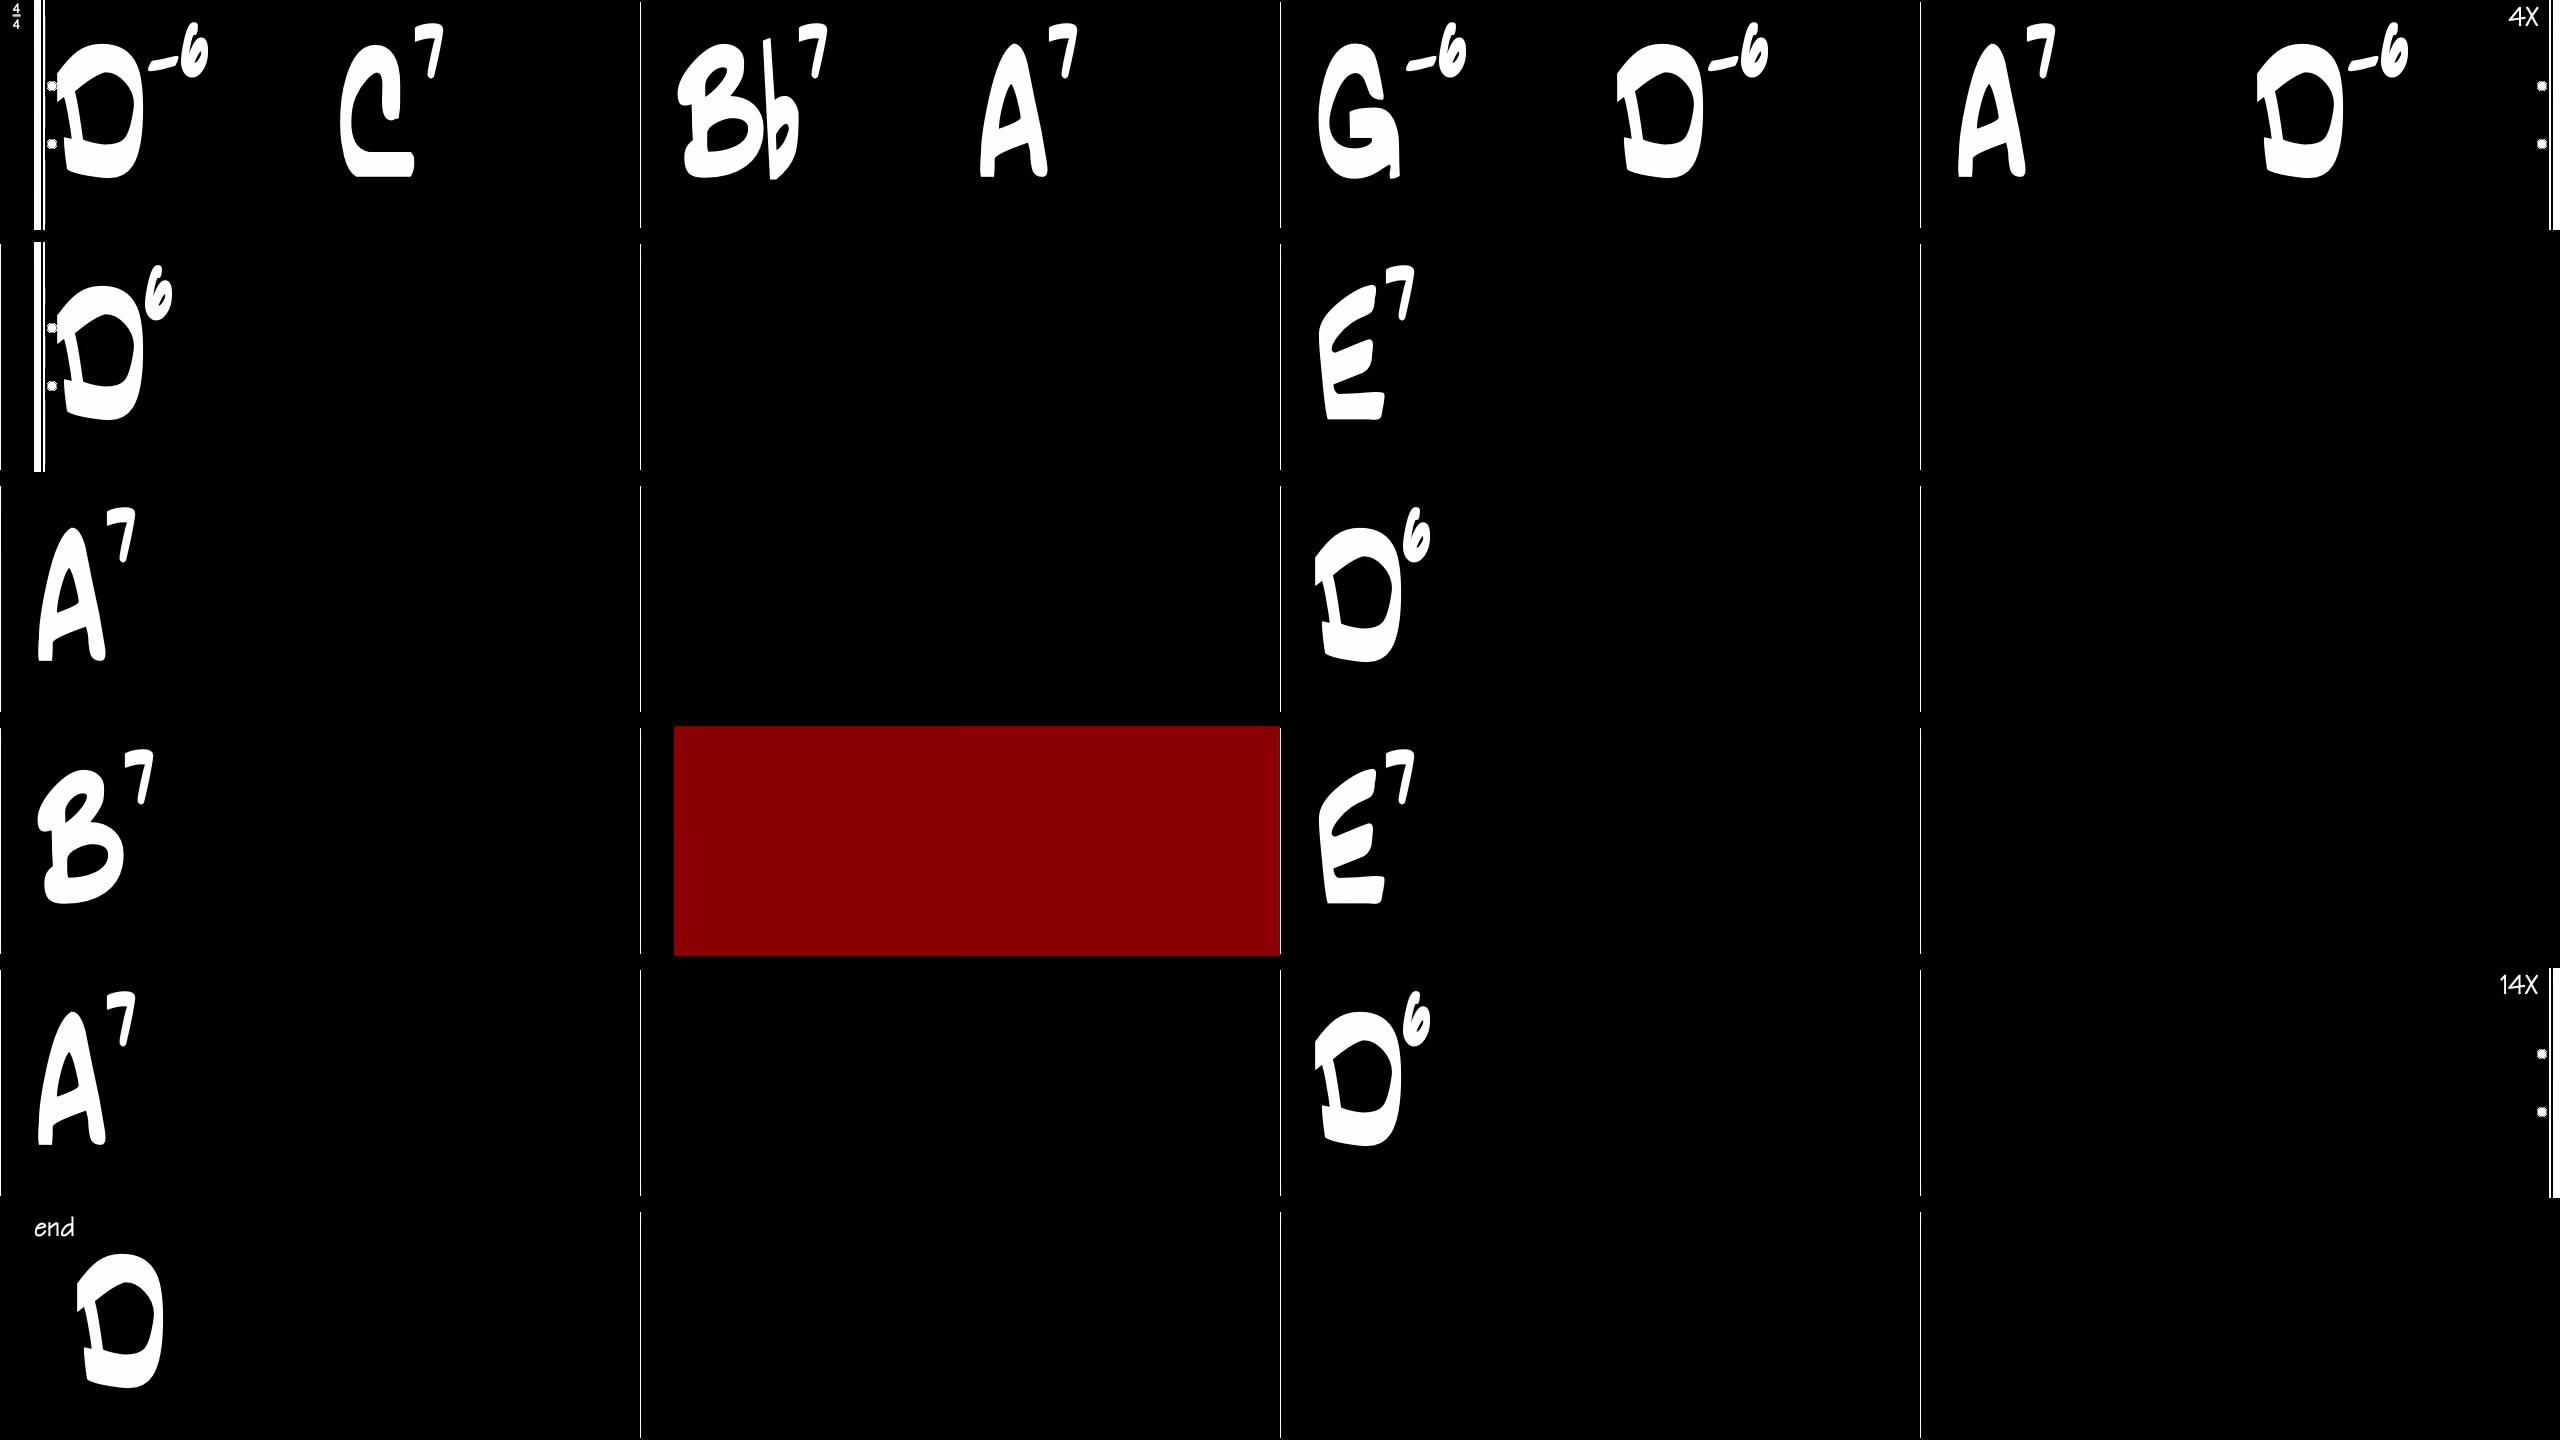 4/4 D-6 C7 Bb7 A7 G-6 D-6 A7 D-6 4X
D6 E7
A7 D6
B7 E7
A7 D6 14X
end
D